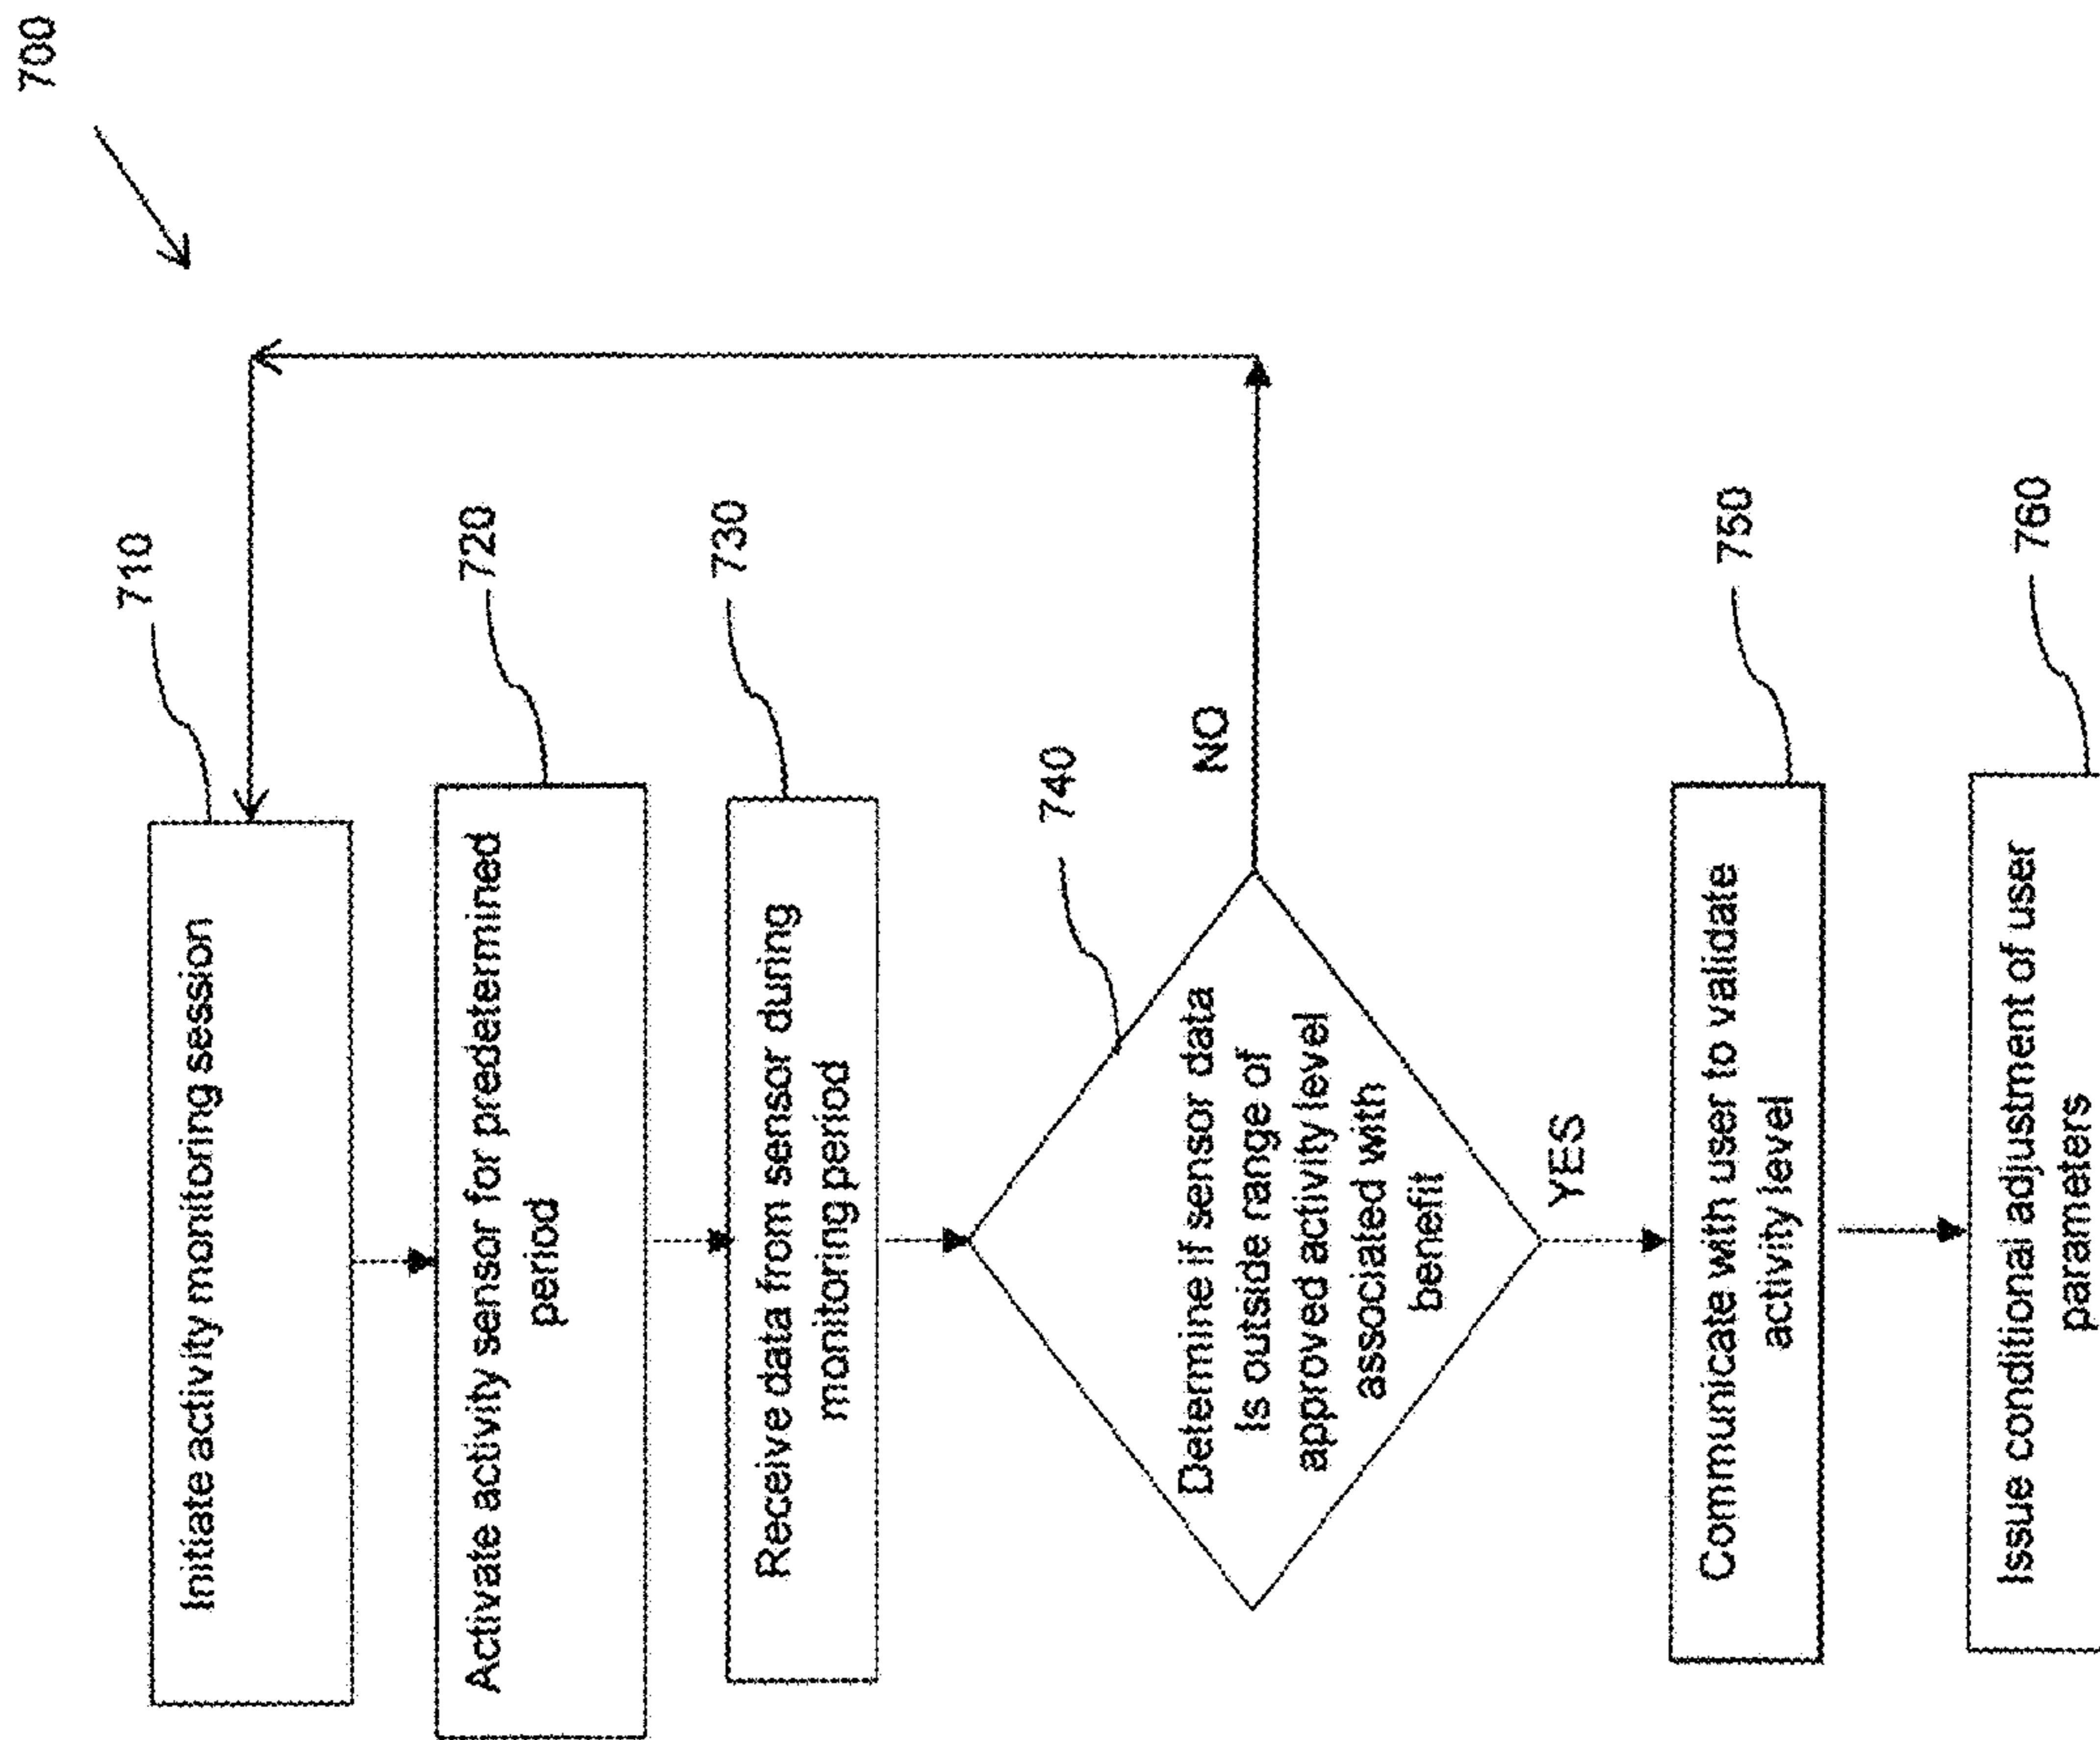 700
710
Initiate activity monitoring session
720
Activate activity sensor for predetermined
period
730
Receive data from sensor during
monitoring period
740
Determine if sensor data
Is outside range of
approved activity level
associated with
benefit
NO
YES
750
Communicate with user to validate
activity level
760
Issue conditional adjustment of user
parameters